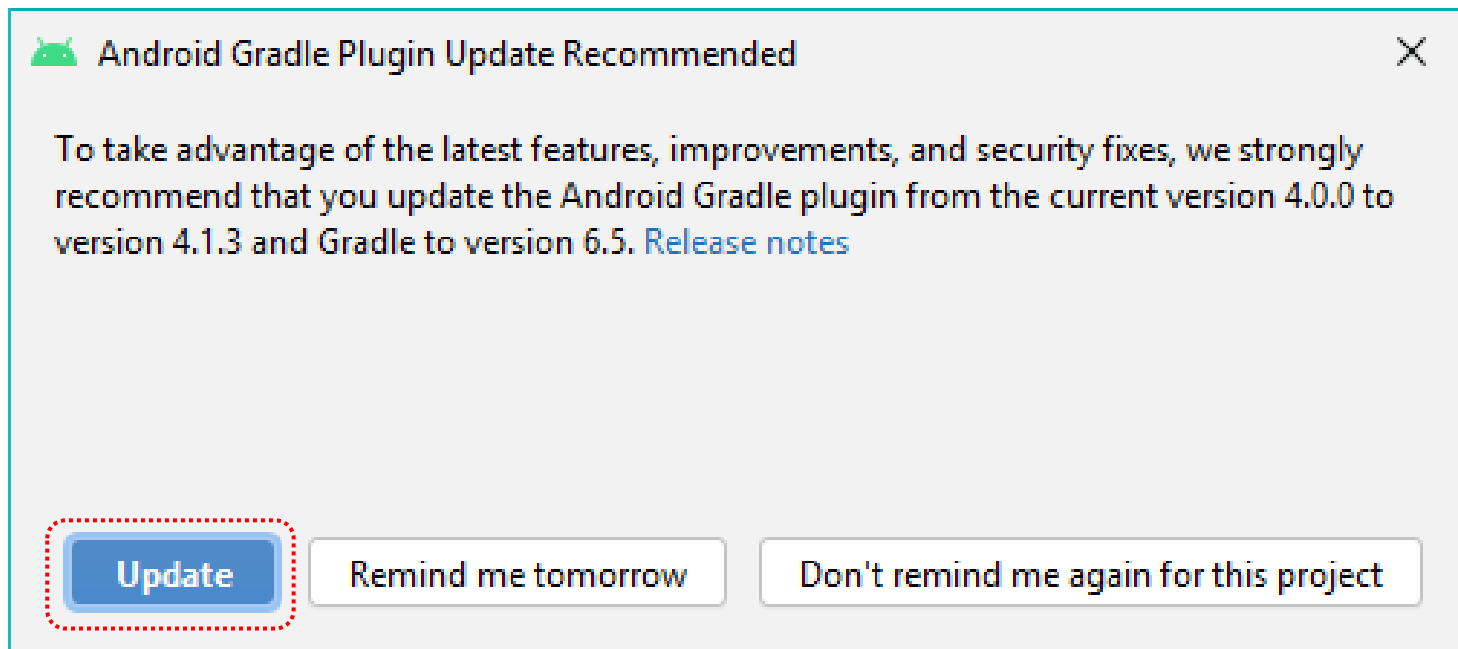 Android Gradle Plugin Update Recommended
To take advantage of the latest features, improvements, and security fixes, we strongly
recommend that you update the Android Gradle plugin from the current version 4.0.0 to
version 4.1.3 and Gradle to version 6.5. Release notes
Update
Remind me tomorrow
Don't remind me again for this project